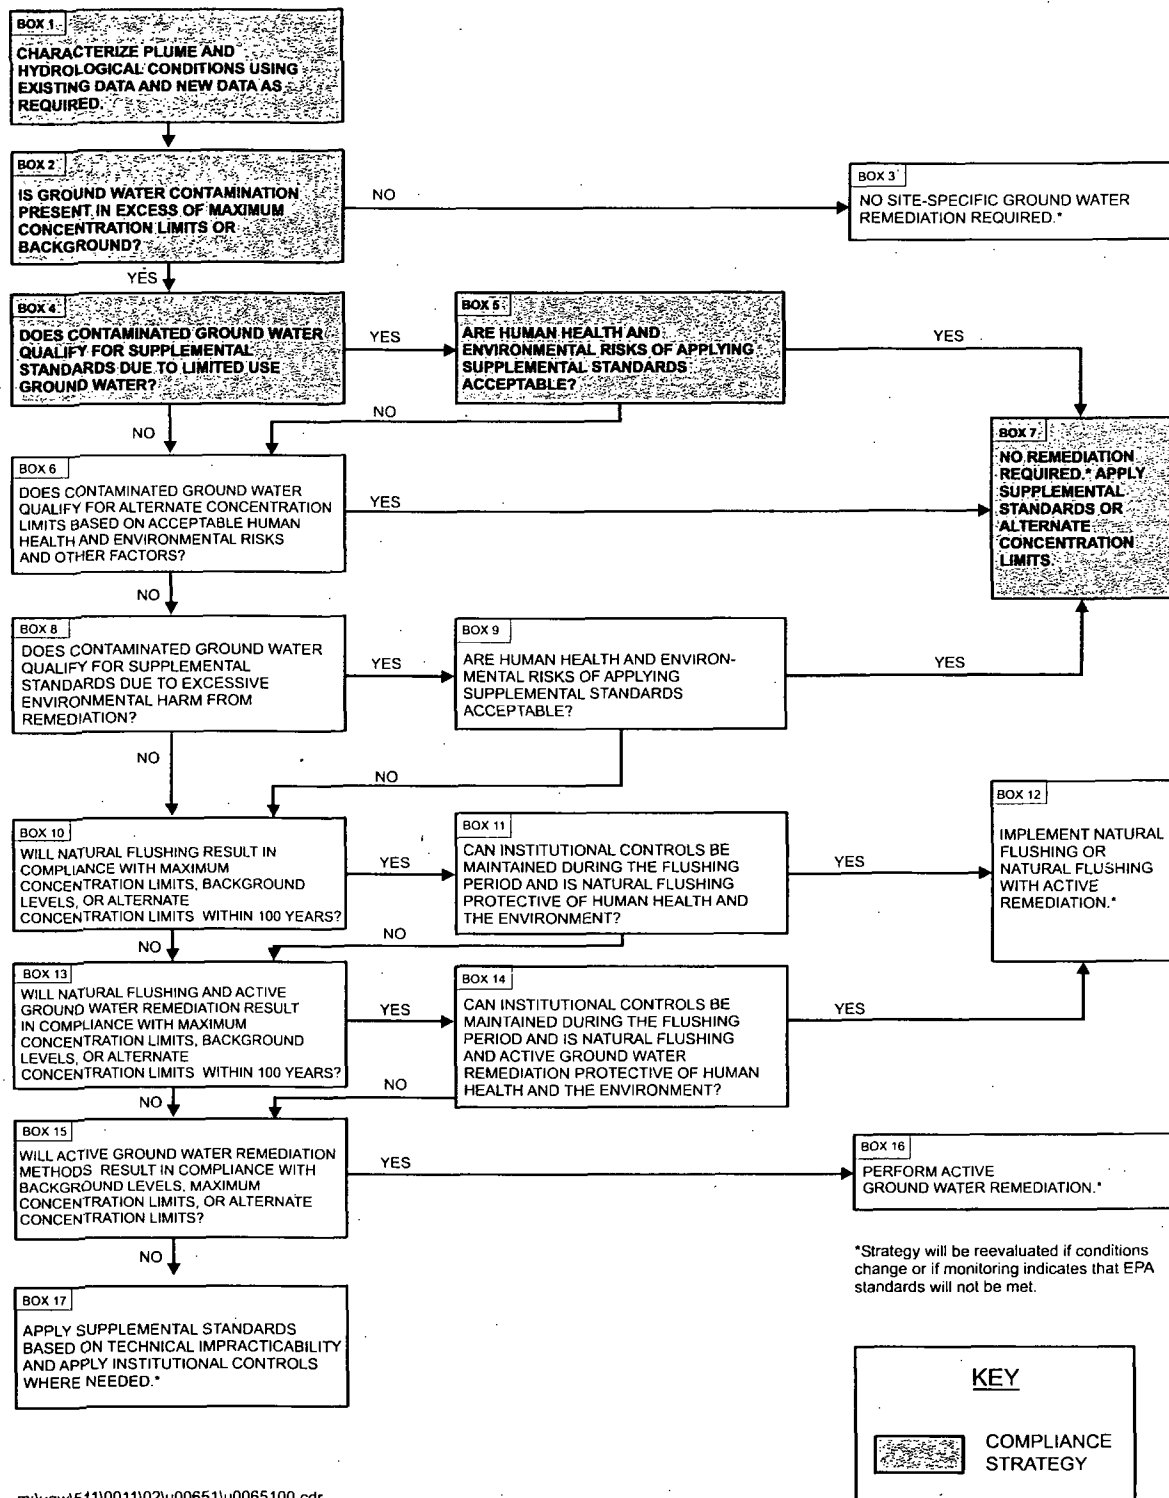 BOX 1
CHARACTERIZE PLUME AND
HYDROLOGICAL CONDITIONS USING
EXISTING DATA AND NEW DATA AS
REQUIRED.
BOX 2
IS GROUND WATER CONTAMINATION
PRESENT IN EXCESS OF MAXIMUM
CONCENTRATION LIMITS OR
BACKGROUND?
NO
BOX 3
NO SITE-SPECIFIC GROUND WATER
REMEDIATION REQUIRED.*
YES
BOX 4
DOES CONTAMINATED GROUND WATER
QUALIFY FOR SUPPLEMENTAL
STANDARDS DUE TO LIMITED USE
GROUND WATER?
YES
BOX 5
ARE HUMAN HEALTH AND
ENVIRONMENTAL RISKS OF APPLYING
SUPPLEMENTAL STANDARDS
ACCEPTABLE?
YES
NO
NO
BOX 7
NO REMEDIATION
REQUIRED.* APPLY
SUPPLEMENTAL
STANDARDS OR
ALTERNATE
CONCENTRATION
LIMITS.
BOX 6
DOES CONTAMINATED GROUND WATER
QUALIFY FOR ALTERNATE CONCENTRATION
LIMITS BASED ON ACCEPTABLE HUMAN
HEALTH AND ENVIRONMENTAL RISKS
AND OTHER FACTORS?
YES
NO
BOX 8
DOES CONTAMINATED GROUND WATER
QUALIFY FOR SUPPLEMENTAL
STANDARDS DUE TO EXCESSIVE
ENVIRONMENTAL HARM FROM
REMEDIATION?
YES
BOX 9
ARE HUMAN HEALTH AND ENVIRON-
MENTAL RISKS OF APPLYING
SUPPLEMENTAL STANDARDS
ACCEPTABLE?
YES
NO
NO
BOX 10
WILL NATURAL FLUSHING RESULT IN
COMPLIANCE WITH MAXIMUM
CONCENTRATION LIMITS, BACKGROUND
LEVELS, OR ALTERNATE
CONCENTRATION LIMITS WITHIN 100 YEARS?
YES
BOX 11
CAN INSTITUTIONAL CONTROLS BE
MAINTAINED DURING THE FLUSHING
PERIOD AND IS NATURAL FLUSHING
PROTECTIVE OF HUMAN HEALTH AND
THE ENVIRONMENT?
YES
BOX 12
IMPLEMENT NATURAL
FLUSHING OR
NATURAL FLUSHING
WITH ACTIVE
REMEDIATION.*
NO
NO
BOX 13
WILL NATURAL FLUSHING AND ACTIVE
GROUND WATER REMEDIATION RESULT
IN COMPLIANCE WITH MAXIMUM
CONCENTRATION LIMITS, BACKGROUND
LEVELS, OR ALTERNATE
CONCENTRATION LIMITS WITHIN 100 YEARS?
YES
BOX 14
CAN INSTITUTIONAL CONTROLS BE
MAINTAINED DURING THE FLUSHING
PERIOD AND IS NATURAL FLUSHING
AND ACTIVE GROUND WATER
REMEDIATION PROTECTIVE OF HUMAN
HEALTH AND THE ENVIRONMENT?
YES
NO
NO
BOX 15
WILL ACTIVE GROUND WATER REMEDIATION
METHODS RESULT IN COMPLIANCE WITH
BACKGROUND LEVELS, MAXIMUM
CONCENTRATION LIMITS, OR ALTERNATE
CONCENTRATION LIMITS?
YES
BOX 16
PERFORM ACTIVE
GROUND WATER REMEDIATION.*
NO
*Strategy will be reevaluated if conditions
change or if monitoring indicates that EPA
standards will not be met.
BOX 17
APPLY SUPPLEMENTAL STANDARDS
BASED ON TECHNICAL IMPRACTICABILITY
AND APPLY INSTITUTIONAL CONTROLS
WHERE NEEDED.*
KEY
COMPLIANCE
STRATEGY